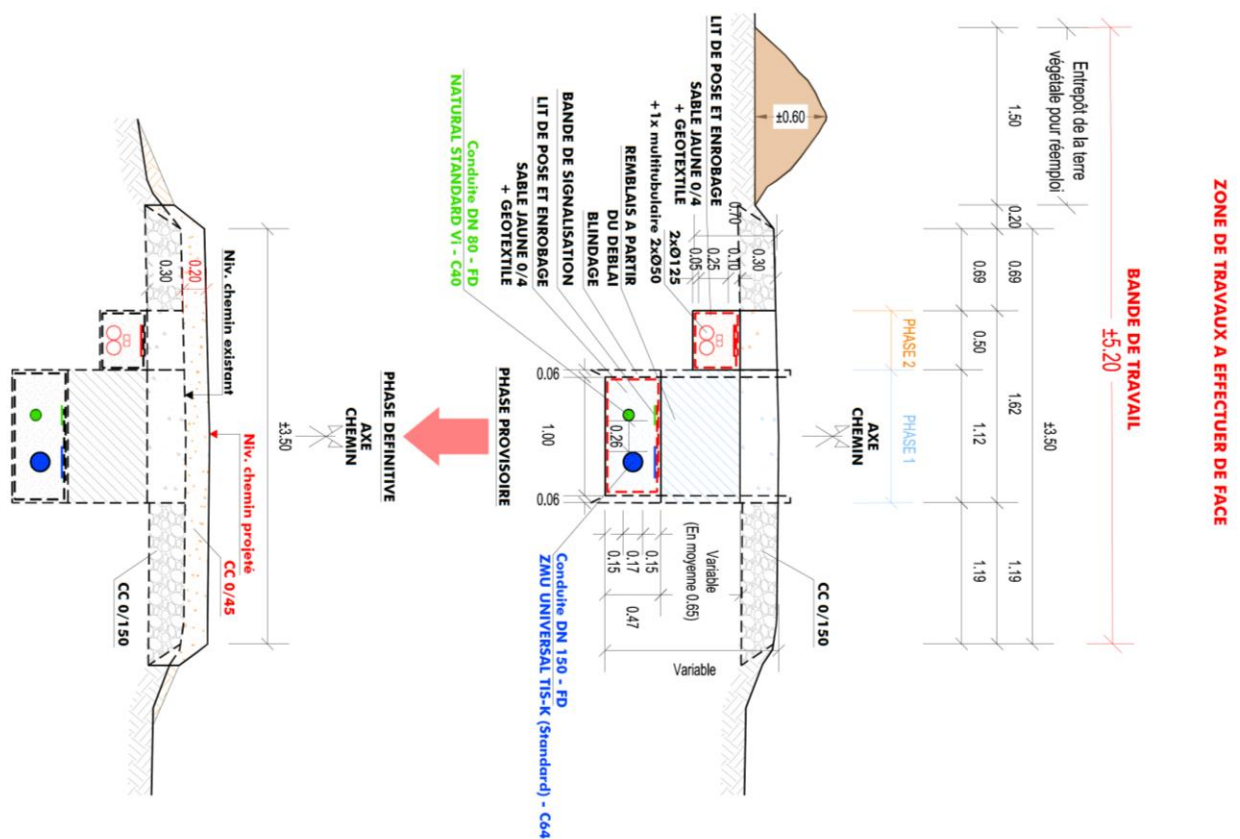 ZONE DE TRAVAUX A EFFECTUER DE FACE
BANDE DE TRAVAIL
±5.20
Entrepôt de la terre
végétale pour réemploi
1.50
0.20
±3.50
0.69
1.62
1.19
0.69
0.50
1.12
1.19
PHASE 2
PHASE 1
AXE
CHEMIN
±0.60
CC 0/150
LIT DE POSE ET ENROBAGE
SABLE JAUNE 0/4
+ GEOTEXTILE
2xØ125
+1x multitubulaire 2xØ50
0.70
0.30
0.10
0.25
0.05
REMBLAIS A PARTIR
DU DEBLAI
BLINDAGE
BANDE DE SIGNALISATION
LIT DE POSE ET ENROBAGE
SABLE JAUNE 0/4
+ GEOTEXTILE
Conduite DN 80 - FD
NATURAL STANDARD Vi - C40
0.06
1.00
0.06
0.26
Variable
(En moyenne 0.65)
0.15
0.17
0.15
0.47
Variable
Conduite DN 150 - FD
ZMU UNIVERSAL TIS-K (Standard) - C64
PHASE PROVISOIRE
PHASE DEFINITIVE
AXE
CHEMIN
±3.50
Niv. chemin existant
Niv. chemin projeté
0.20
0.30
CC 0/45
CC 0/150